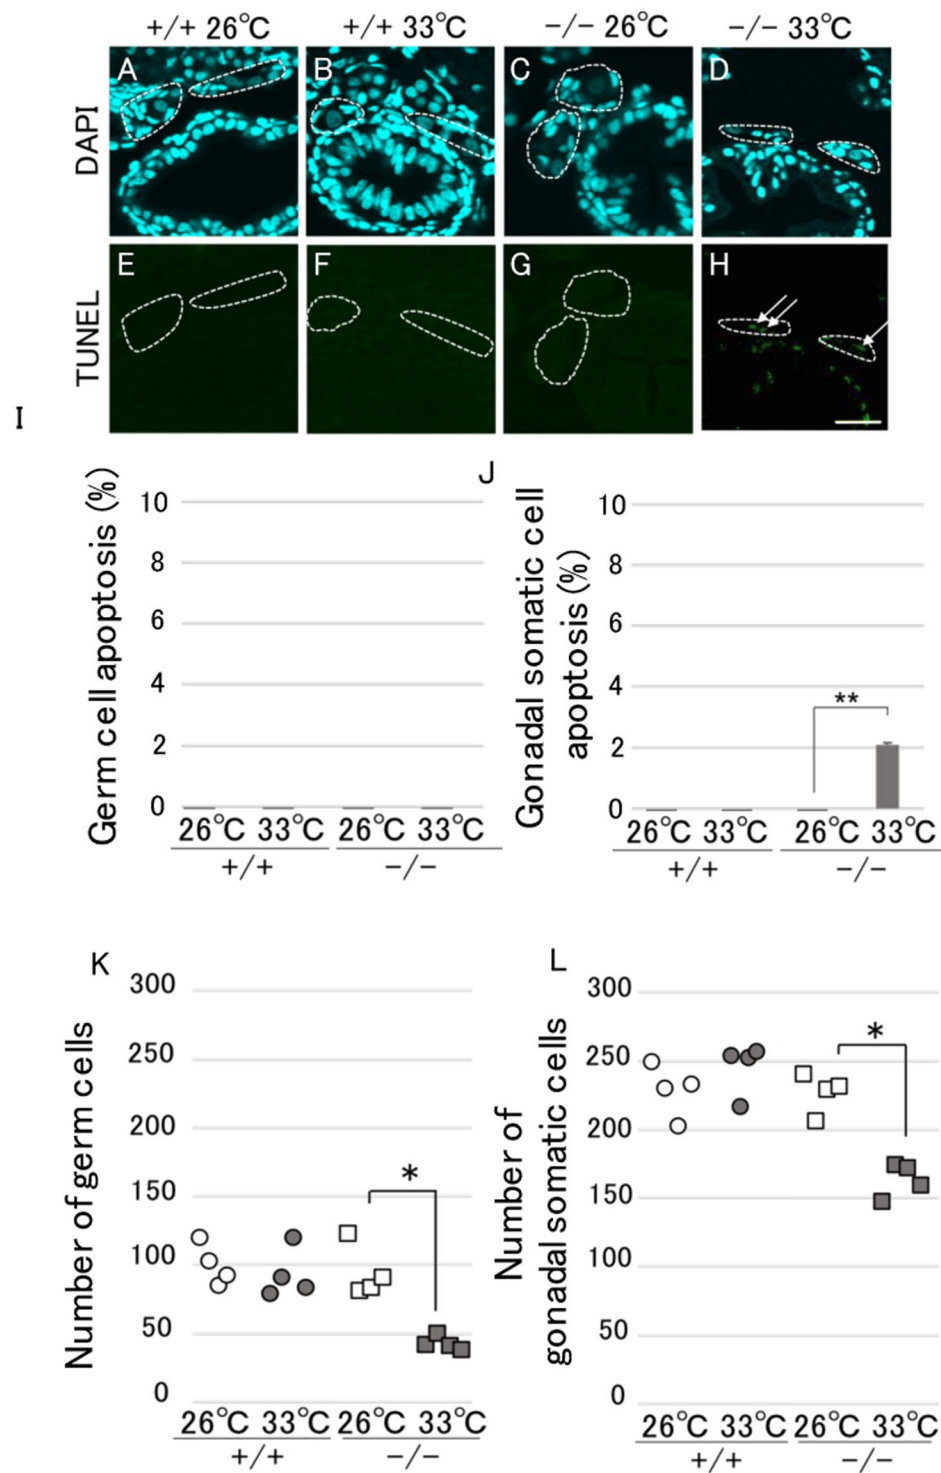 +/+ 26℃ +/+ 33℃ −/− 26℃ −/− 33℃
DAPI
A B C D
TUNEL
E F G H
I
Germ cell apoptosis (%)
10
8
6
4
2
0
26℃ 33℃ 26℃ 33℃
+/+ −/−
J
Gonadal somatic cell
apoptosis (%)
10
8
6
4
2
0
**
26℃ 33℃ 26℃ 33℃
+/+ −/−
K
Number of germ cells
300
250
200
150
100
50
0
*
26℃ 33℃ 26℃ 33℃
+/+ −/−
L
Number of
gonadal somatic cells
300
250
200
150
100
50
0
*
26℃ 33℃ 26℃ 33℃
+/+ −/−